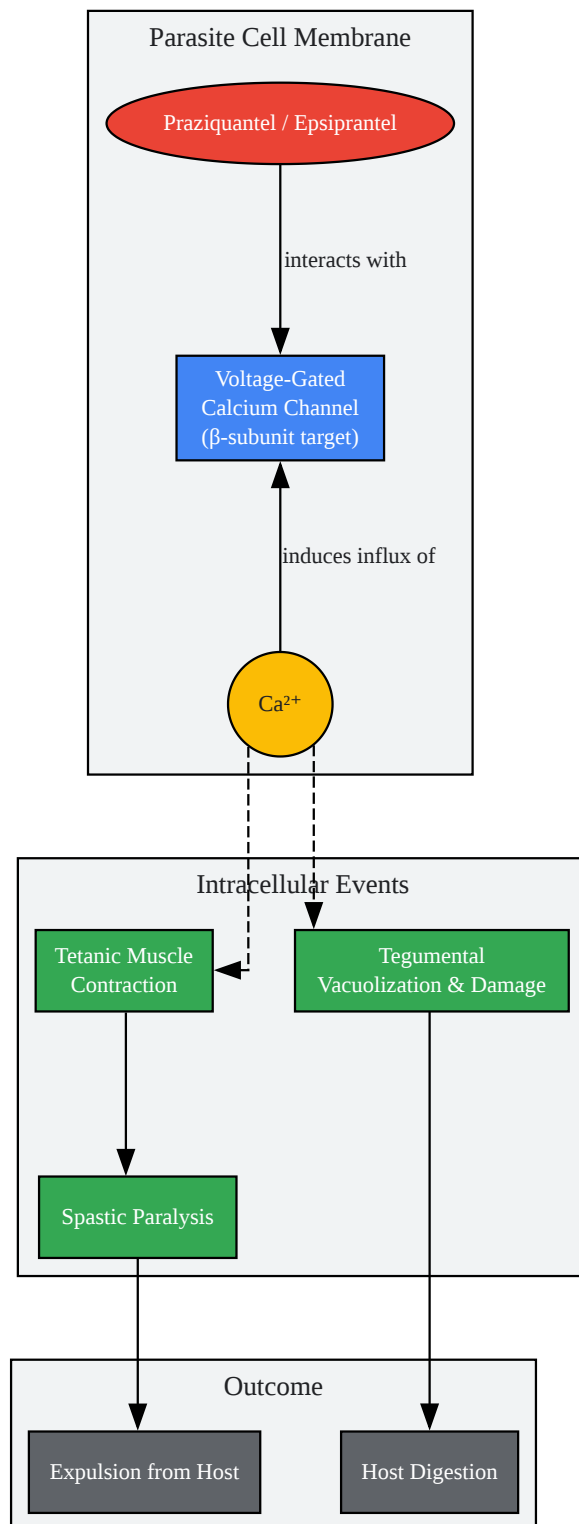 Parasite Cell Membrane
Praziquantel / Epsiprantel
interacts with
Voltage-Gated
Calcium Channel
(β-subunit target)
induces influx of
Ca²⁺
Intracellular Events
Tetanic Muscle
Contraction
Tegumental
Vacuolization & Damage
Spastic Paralysis
Outcome
Expulsion from Host
Host Digestion